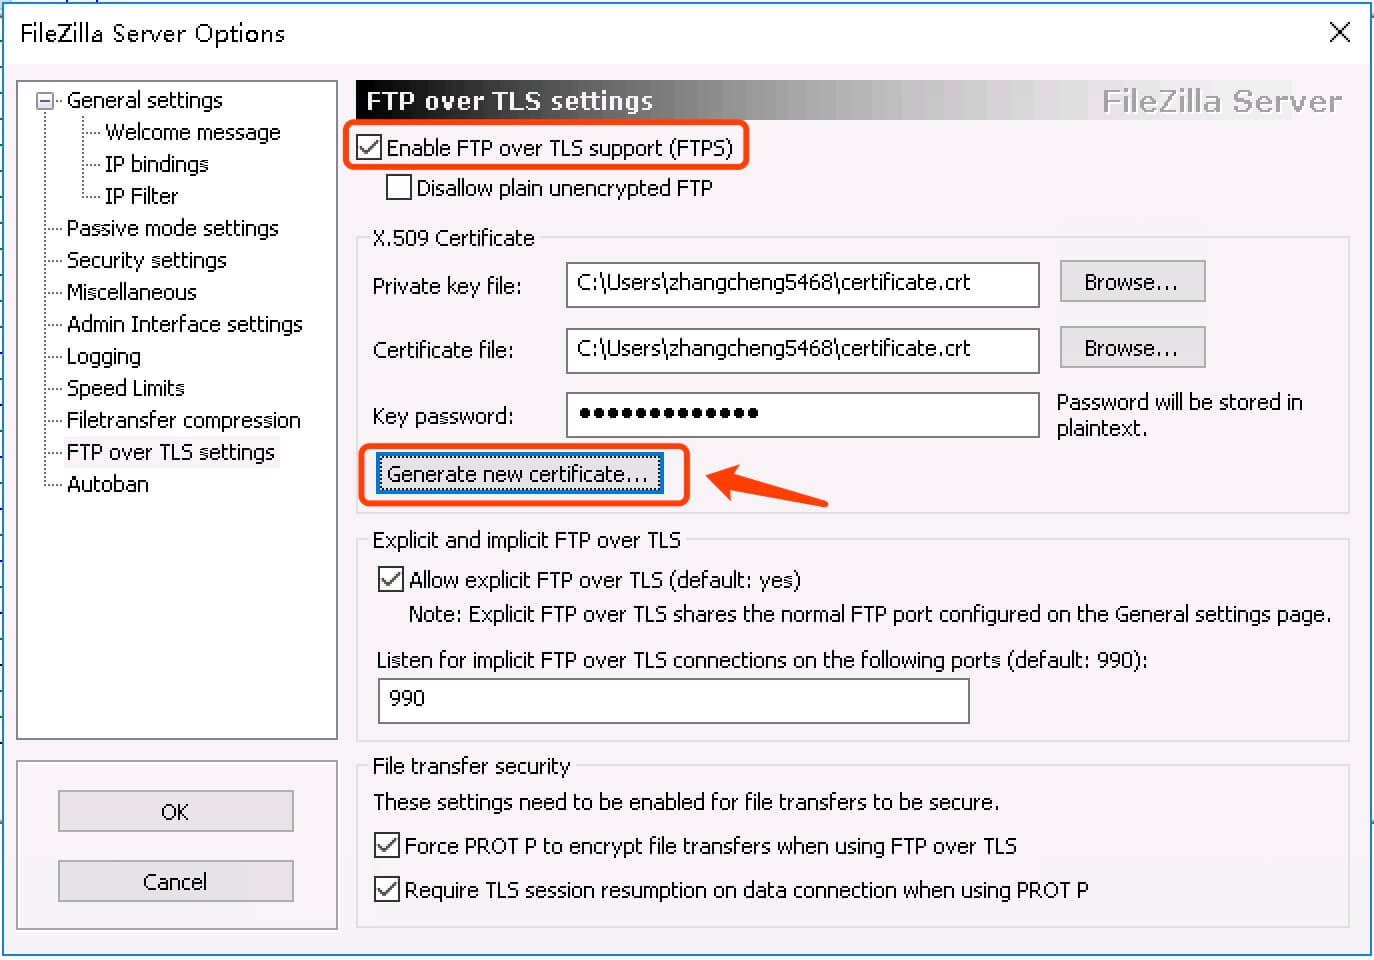 FileZilla Server Options
General settings
Welcome message
IP bindings
IP Filter
Passive mode settings
Security settings
Miscellaneous
Admin Interface settings
Logging
Speed Limits
Filetransfer compression
FTP over TLS settings
Autoban
OK
Cancel
FTP over TLS settings
FileZilla Server
Enable FTP over TLS support (FTPS)
Disallow plain unencrypted FTP
X.509 Certificate
Private key file:
C:\Users\zhangcheng5468\certificate.crt
Browse...
Certificate file:
C:\Users\zhangcheng5468\certificate.crt
Browse...
Key password:
●●●●●●●●●●●●●
Password will be stored in
plaintext.
Generate new certificate...
Explicit and implicit FTP over TLS
Allow explicit FTP over TLS (default: yes)
Note: Explicit FTP over TLS shares the normal FTP port configured on the General settings page.
Listen for implicit FTP over TLS connections on the following ports (default: 990):
990
File transfer security
These settings need to be enabled for file transfers to be secure.
Force PROT P to encrypt file transfers when using FTP over TLS
Require TLS session resumption on data connection when using PROT P